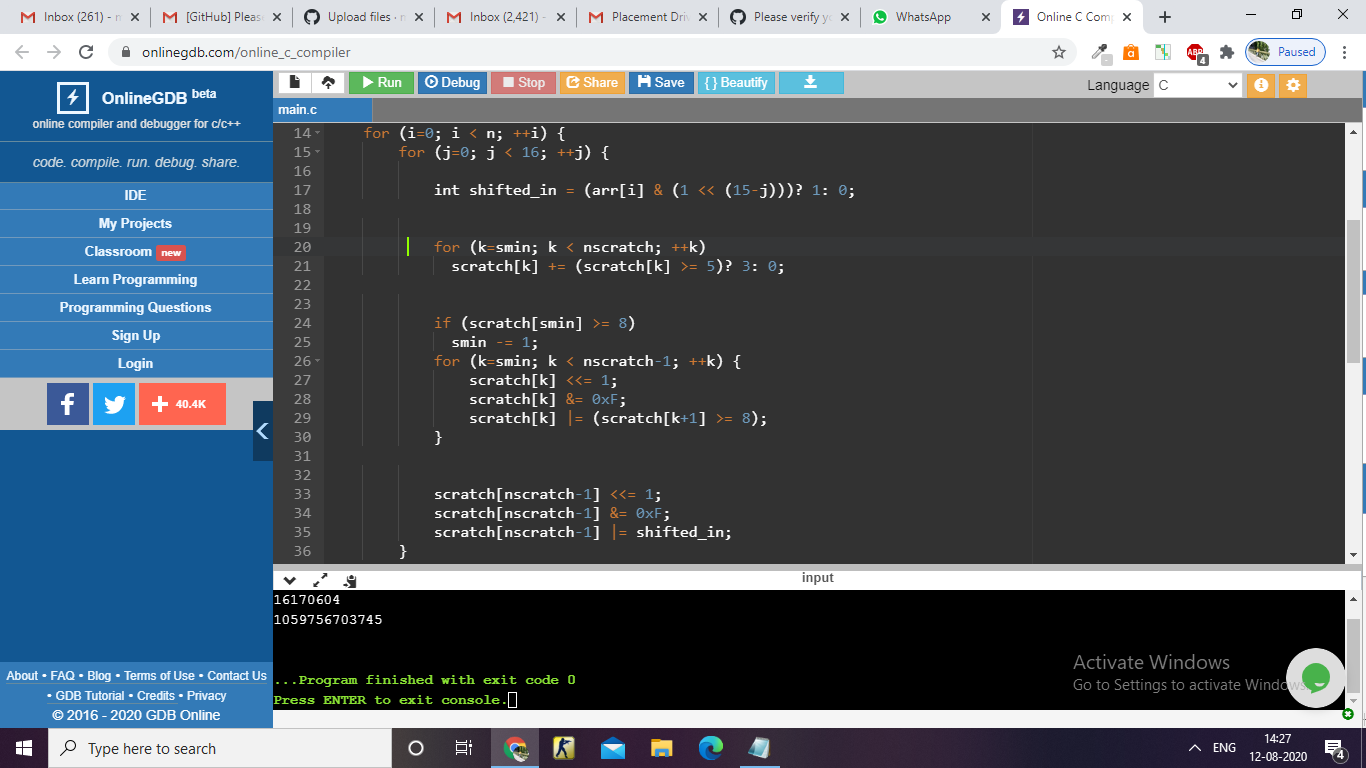 Inbox (261) - n
[GitHub] Pleas
Upload files · n
Inbox (2,421) -
Placement Driv
Please verify yo
WhatsApp
Online C Comp
onlinegdb.com/online_c_compiler
ABP
4
Paused
OnlineGDB beta
online compiler and debugger for c/c++
code. compile. run. debug. share.
IDE
My Projects
Classroom new
Learn Programming
Programming Questions
Sign Up
Login
40.4K
About • FAQ • Blog • Terms of Use • Contact Us
• GDB Tutorial • Credits • Privacy
© 2016 - 2020 GDB Online
Run
Debug
Stop
Share
Save
{ } Beautify
Language C
main.c
14 for (i=0; i < n; ++i) {
15 for (j=0; j < 16; ++j) {
16
17 int shifted_in = (arr[i] & (1 << (15-j)))? 1: 0;
18
19
20 for (k=smin; k < nscratch; ++k)
21 scratch[k] += (scratch[k] >= 5)? 3: 0;
22
23
24 if (scratch[smin] >= 8)
25 smin -= 1;
26 for (k=smin; k < nscratch-1; ++k) {
27 scratch[k] <<= 1;
28 scratch[k] &= 0xF;
29 scratch[k] |= (scratch[k+1] >= 8);
30 }
31
32
33 scratch[nscratch-1] <<= 1;
34 scratch[nscratch-1] &= 0xF;
35 scratch[nscratch-1] |= shifted_in;
36 }
input
16170604
1059756703745
...Program finished with exit code 0
Press ENTER to exit console.
Activate Windows
Go to Settings to activate Windows.
Type here to search
ENG
14:27
12-08-2020
4